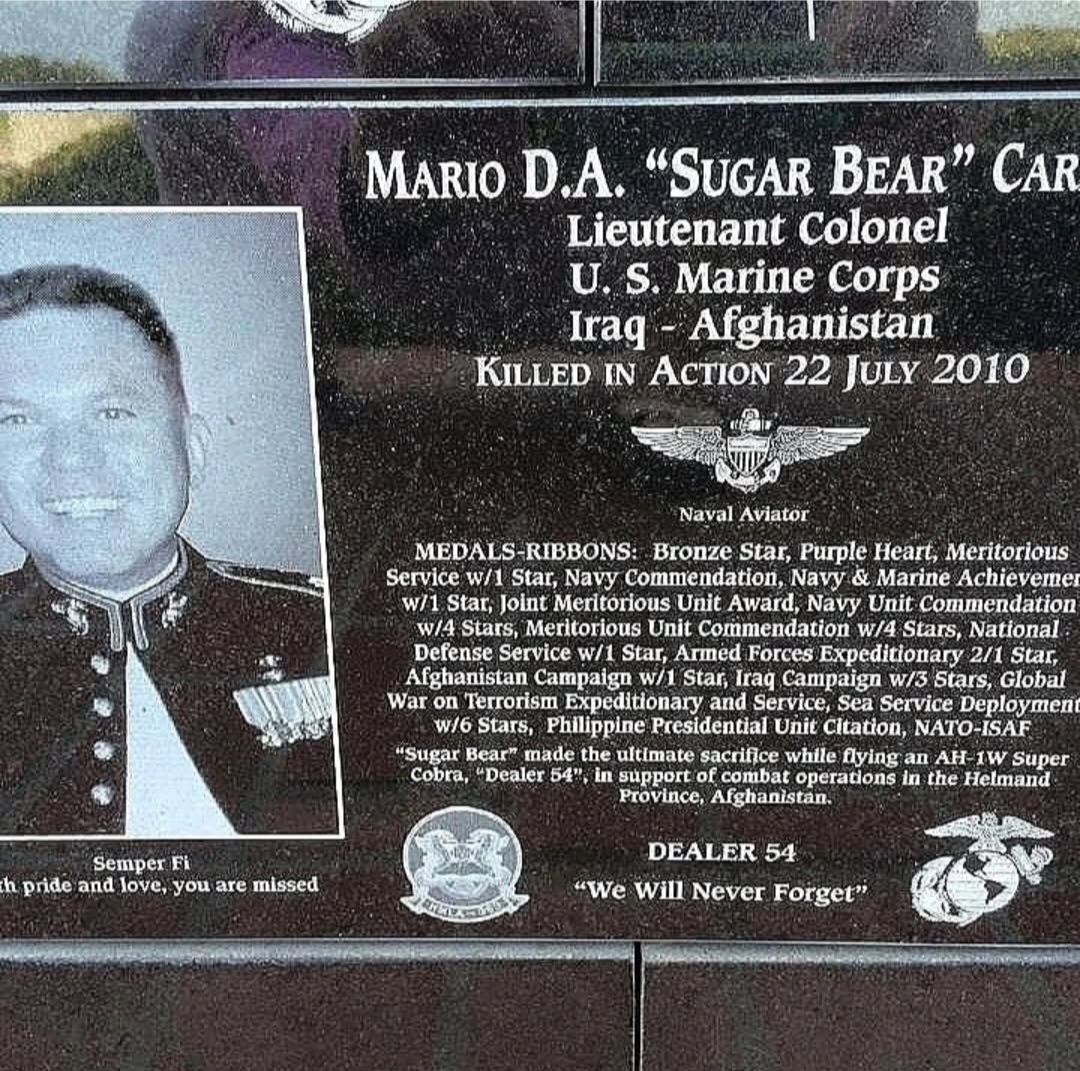 MARIO D.A. “SUGAR BEAR” CAR
Lieutenant Colonel
U. S. Marine Corps
Iraq - Afghanistan
KILLED IN ACTION 22 JULY 2010
Naval Aviator
MEDALS-RIBBONS: Bronze Star, Purple Heart, Meritorious
Service w/1 Star, Navy Commendation, Navy & Marine Achievemen
w/1 Star, Joint Meritorious Unit Award, Navy Unit Commendation
w/4 Stars, Meritorious Unit Commendation w/4 Stars, National
Defense Service w/1 Star, Armed Forces Expeditionary 2/1 Star,
Afghanistan Campaign w/1 Star, Iraq Campaign w/3 Stars, Global
War on Terrorism Expeditionary and Service, Sea Service Deployment
w/6 Stars, Philippine Presidential Unit Citation, NATO-ISAF
“Sugar Bear” made the ultimate sacrifice while flying an AH-1W Super
Cobra, “Dealer 54”, in support of combat operations in the Helmand
Province, Afghanistan.
Semper Fi
th pride and love, you are missed
DEALER 54
“We Will Never Forget”